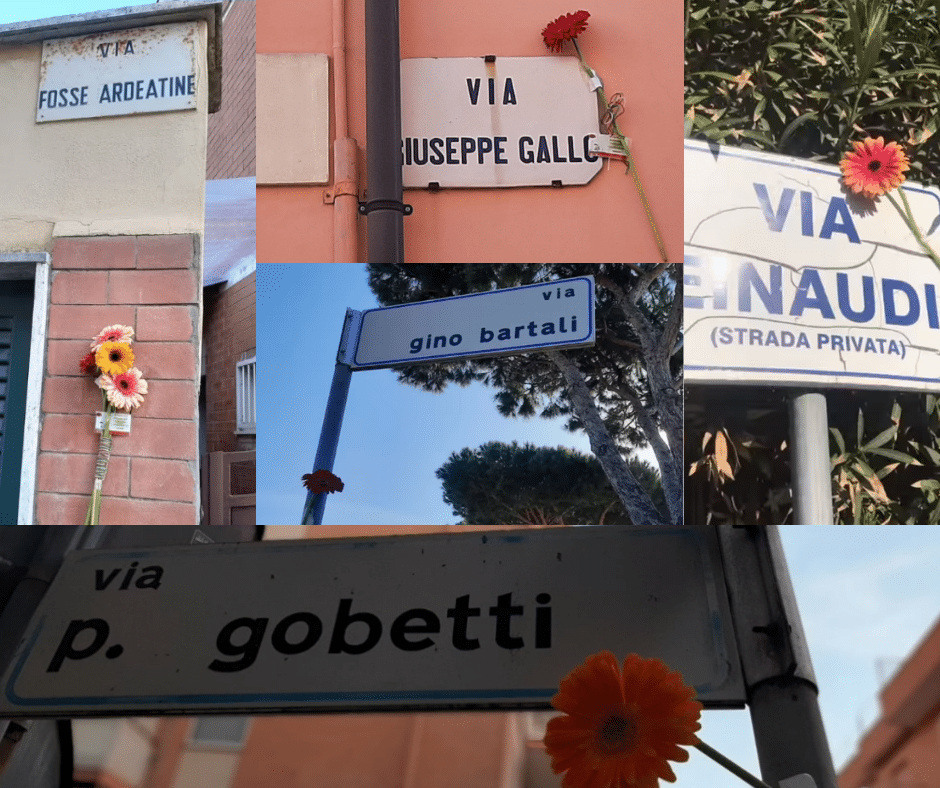 VIA
FOSSE ARDEATINE
VIA
GIUSEPPE GALLO
VIA
EINAUDI
(STRADA PRIVATA)
via
gino bartali
via
p. gobetti